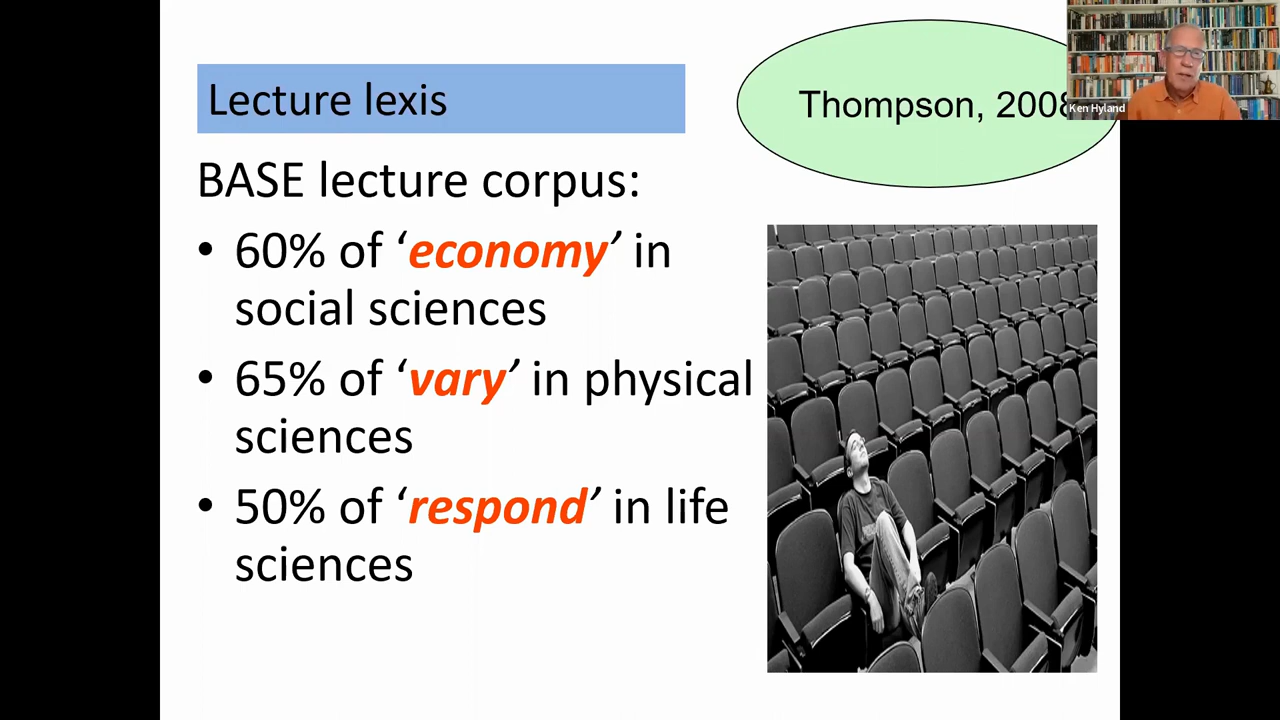 Lecture lexis
Thompson, 2008
Ken Hyland
BASE lecture corpus:
• 60% of ‘economy’ in
social sciences
• 65% of ‘vary’ in physical
sciences
• 50% of ‘respond’ in life
sciences